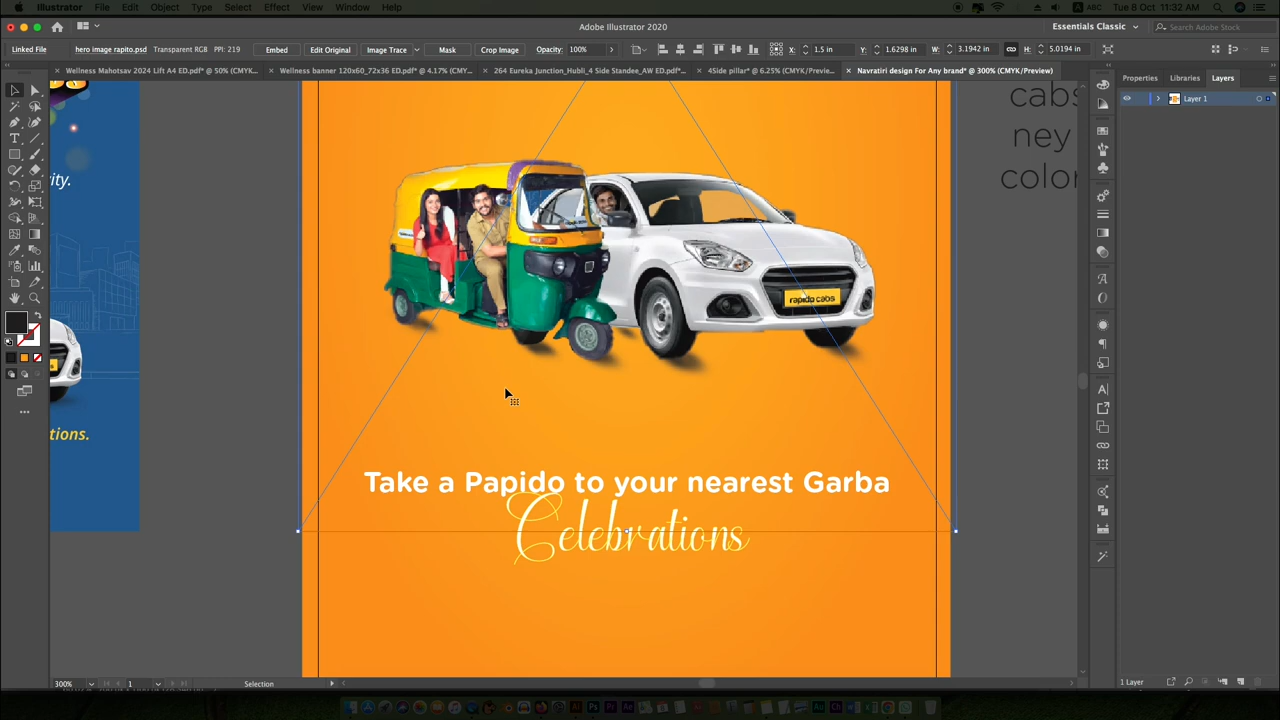 Illustrator File Edit Object Type Select Effect View Window Help
ABC Tue 8 Oct 11:32 AM
Adobe Illustrator 2020
Essentials Classic
Search Adobe Stock
Linked File hero image rapito.psd Transparent RGB PPI: 219 Embed Edit Original Image Trace Mask Crop Image Opacity: 100% X: 1.5 in Y: 1.6298 in W: 3.1942 in H: 5.0194 in
× Wellness Mahotsav 2024 Lift A4 ED.pdf* @ 50% (CMYK...
× Wellness banner 120x60_72x36 ED.pdf* @ 4.17% (CMY...
× 264 Eureka Junction_Hubli_4 Side Standee_AW ED.pdf*...
× 4Side pillar* @ 6.25% (CMYK/Previe...
× Navratiri design For Any brand* @ 300% (CMYK/Preview)
Properties Libraries Layers
Layer 1
cabs
ney
color
ity.
rapido cabs
tions.
Take a Papido to your nearest Garba
Celebrations
300% 1 Selection
1 Layer